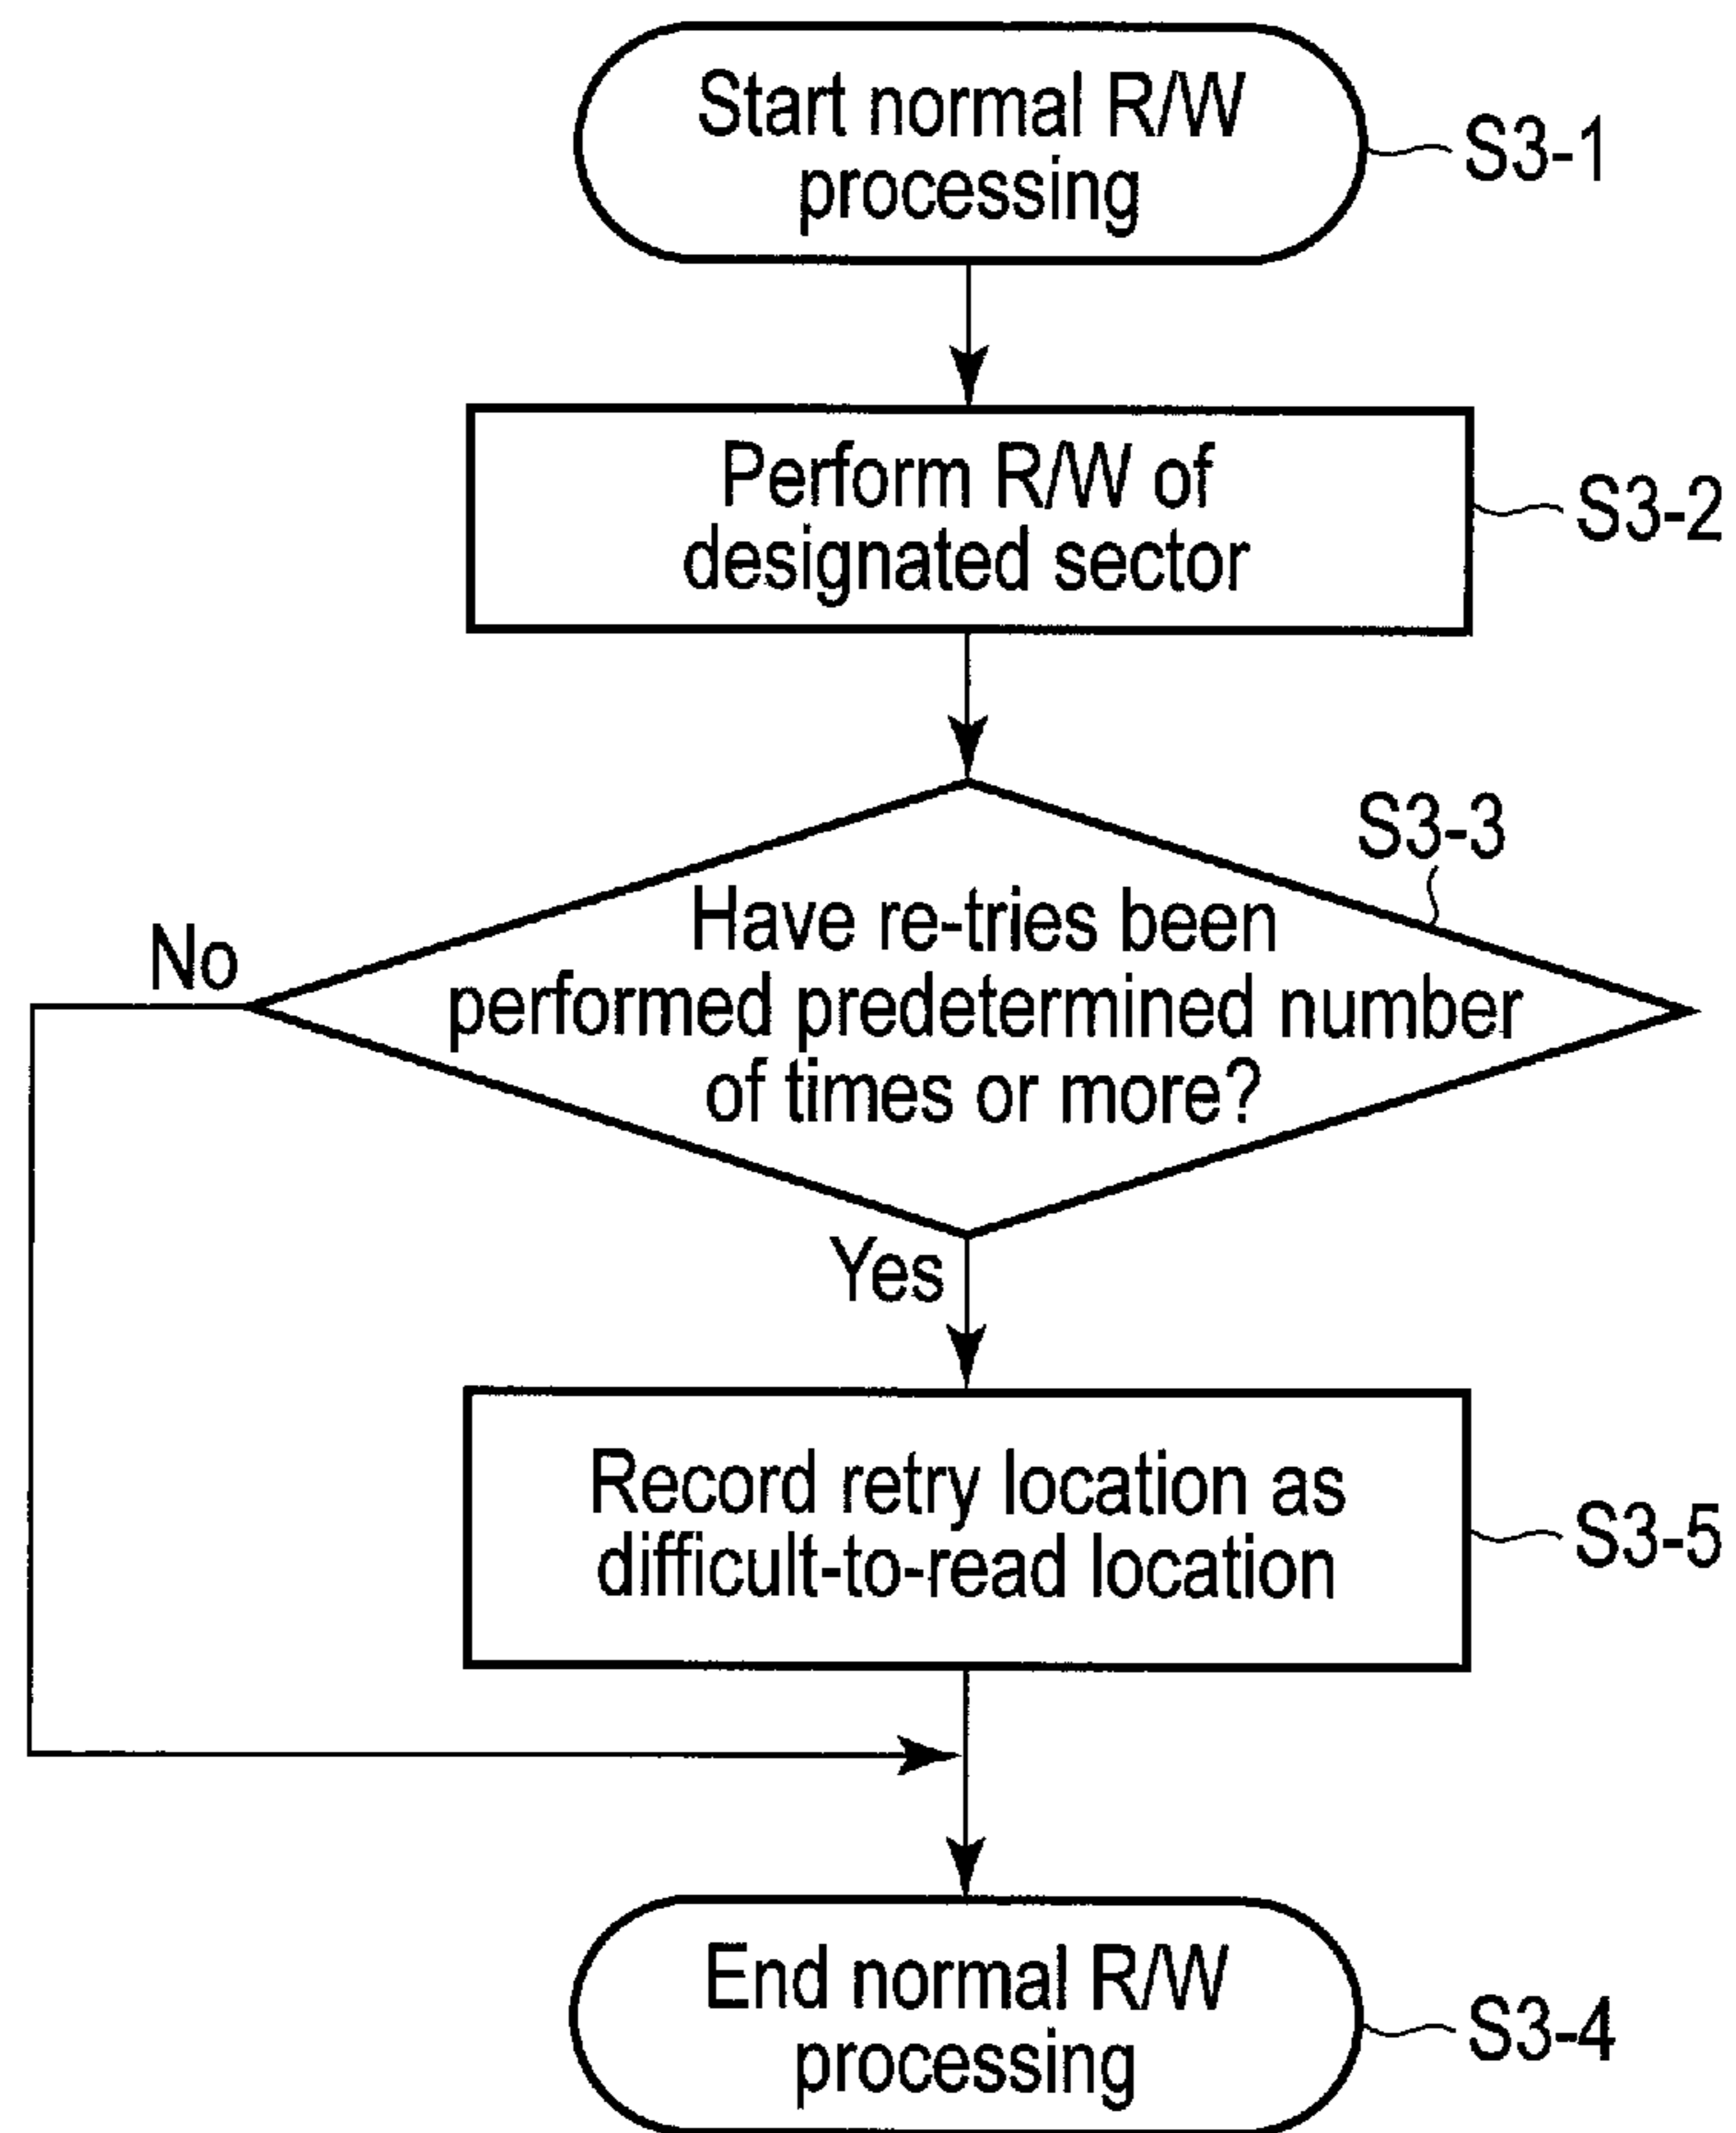 Start normal R/W
processing
S3-1
Perform R/W of
designated sector
S3-2
S3-3
Have re-tries been
performed predetermined number
of times or more?
No
Yes
Record retry location as
difficult-to-read location
S3-5
End normal R/W
processing
S3-4